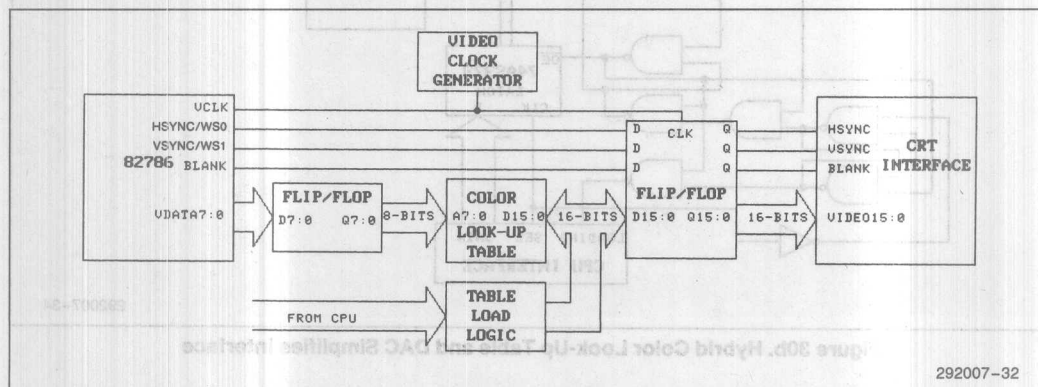 VIDEO
CLOCK
GENERATOR
VCLK
HSYNC/WS0
VSYNC/WS1
82786 BLANK
VDATA7:0
FLIP/FLOP
D7:0 Q7:0
8-BITS
COLOR
A7:0 D15:0
LOOK-UP
TABLE
16-BITS
CLK
D Q
D Q
D Q
FLIP/FLOP
D15:0 Q15:0
16-BITS
HSYNC
VSYNC
BLANK
CRT
INTERFACE
VIDEO15:0
FROM CPU
TABLE
LOAD
LOGIC
292007-32